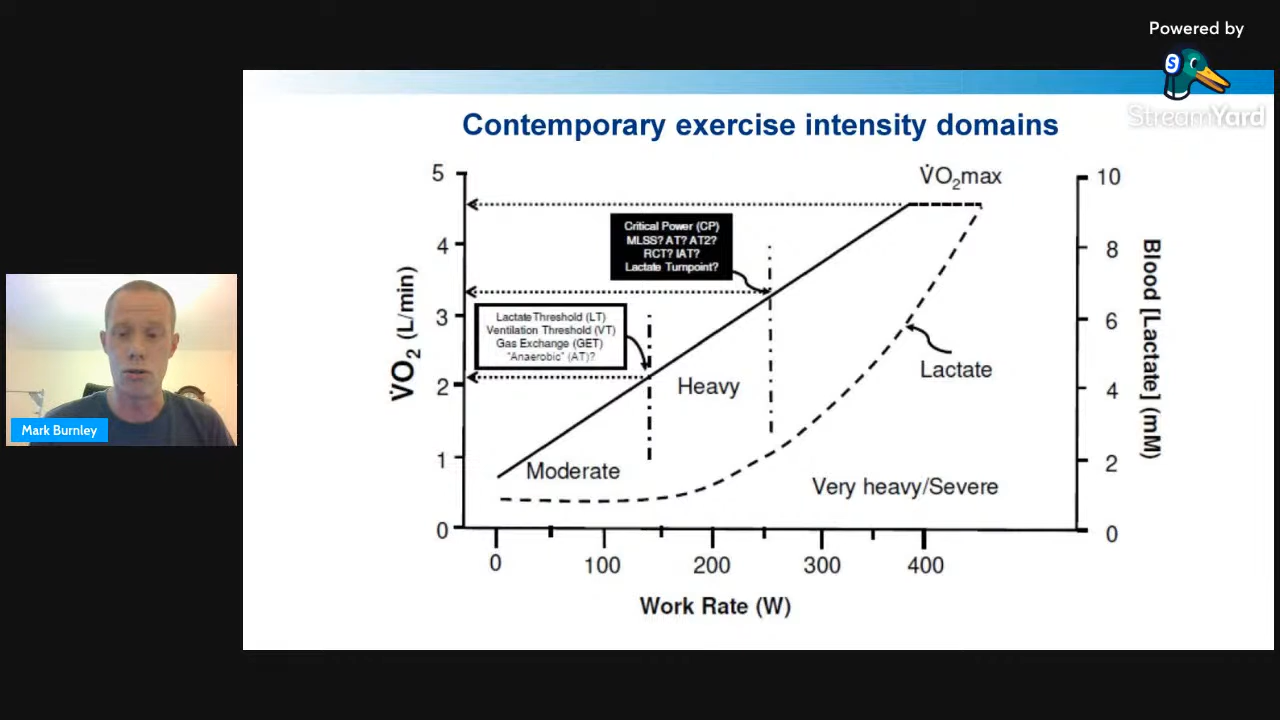 Powered by
S
StreamYard
Contemporary exercise intensity domains
5
4
3
2
1
0
V̇O2 (L/min)
V̇O2max
Critical Power (CP)
MLSS? AT? AT2?
RCT? IAT?
Lactate Turnpoint?
Lactate Threshold (LT)
Ventilation Threshold (VT)
Gas Exchange (GET)
"Anaerobic" (AT)?
Heavy
Moderate
Lactate
Very heavy/Severe
10
8
6
4
2
0
Blood [Lactate] (mM)
0 100 200 300 400
Work Rate (W)
Mark Burnley